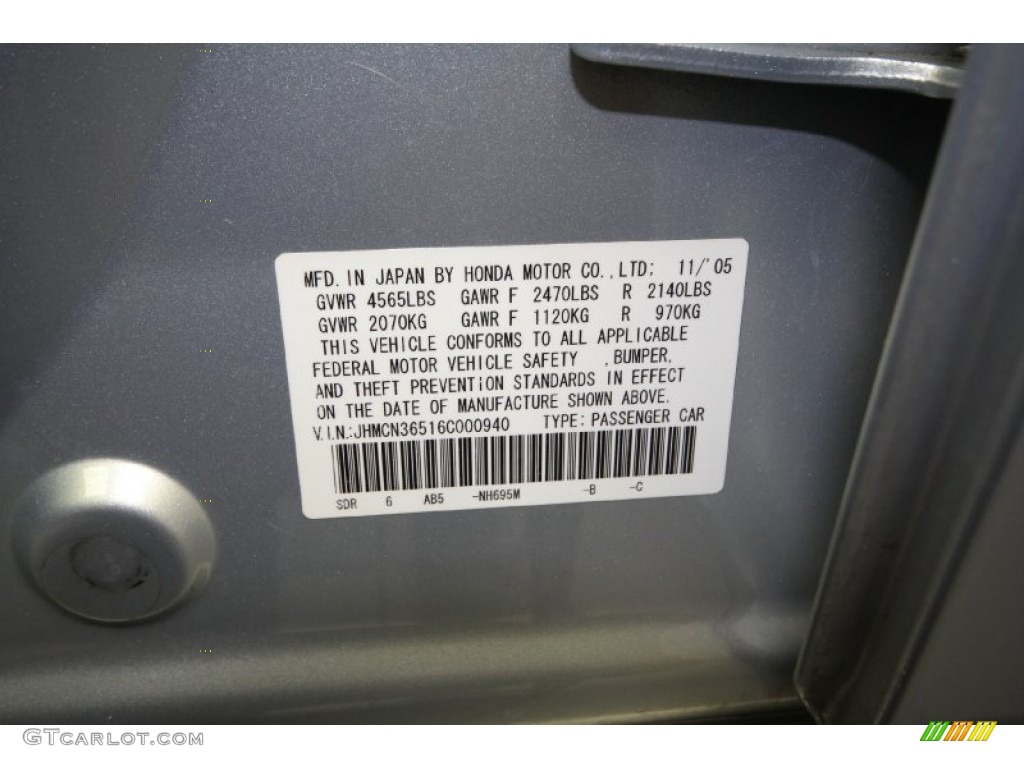 MFD. IN JAPAN BY HONDA MOTOR CO., LTD; 11/'05
GVWR 4565LBS GAWR F 2470LBS R 2140LBS
GVWR 2070KG GAWR F 1120KG R 970KG
THIS VEHICLE CONFORMS TO ALL APPLICABLE
FEDERAL MOTOR VEHICLE SAFETY , BUMPER,
AND THEFT PREVENTION STANDARDS IN EFFECT
ON THE DATE OF MANUFACTURE SHOWN ABOVE.
V.I.N.:JHMCN36516C000940 TYPE: PASSENGER CAR
SDR 6 AB5 -NH695M -B -C
GTCarlot.com